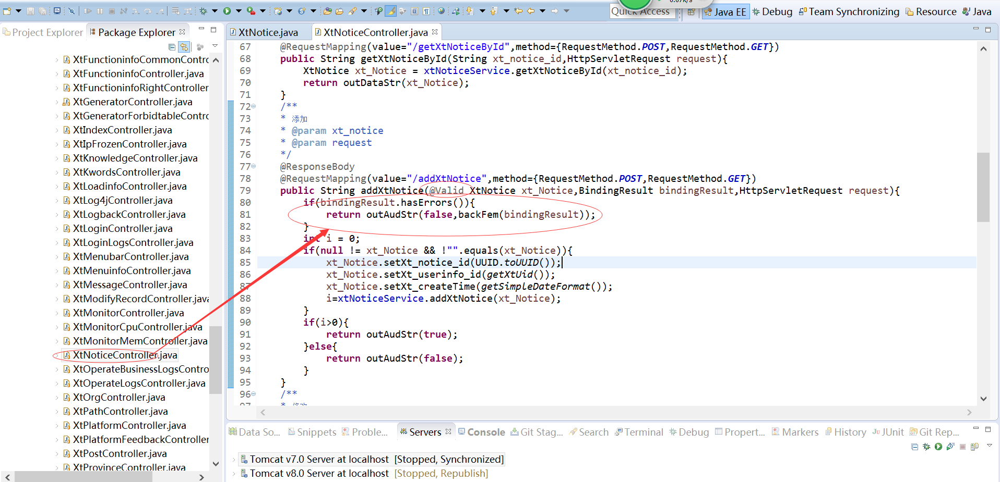 0.07K/s
Quick Access
Java EE
Debug
Team Synchronizing
Resource
Java
Project Explorer
Package Explorer
XtFunctioninfoCommonContro
XtFunctioninfoController.java
XtFunctioninfoRightController
XtGeneratorController.java
XtGeneratorForbidtableContro
XtIndexController.java
XtIpFrozenController.java
XtKnowledgeController.java
XtKwordsController.java
XtLoadinfoController.java
XtLog4jController.java
XtLogbackController.java
XtLoginController.java
XtLoginLogsController.java
XtMenubarController.java
XtMenuinfoController.java
XtMessageController.java
XtModifyRecordController.java
XtMonitorController.java
XtMonitorCpuController.java
XtMonitorMemController.java
XtNoticeController.java
XtOperateBusinessLogsContro
XtOperateLogsController.java
XtOrgController.java
XtPathController.java
XtPlatformController.java
XtPlatformFeedbackController
XtPostController.java
XtProvinceController.java
XtNotice.java
XtNoticeController.java
67 @RequestMapping(value="/getXtNoticeById",method={RequestMethod.POST,RequestMethod.GET})
68 public String getXtNoticeById(String xt_notice_id,HttpServletRequest request){
69 XtNotice xt_Notice = xtNoticeService.getXtNoticeById(xt_notice_id);
70 return outDataStr(xt_Notice);
71 }
72 /**
73 * 添加
74 * @param xt_notice
75 * @param request
76 */
77 @ResponseBody
78 @RequestMapping(value="/addXtNotice",method={RequestMethod.POST,RequestMethod.GET})
79 public String addXtNotice(@Valid XtNotice xt_Notice,BindingResult bindingResult,HttpServletRequest request){
80 if(bindingResult.hasErrors()){
81 return outAudStr(false,backFem(bindingResult));
82 }
83 int i = 0;
84 if(null != xt_Notice && !"".equals(xt_Notice)){
85 xt_Notice.setXt_notice_id(UUID.toUUID());
86 xt_Notice.setXt_userinfo_id(getXtUid());
87 xt_Notice.setXt_createTime(getSimpleDateFormat());
88 i=xtNoticeService.addXtNotice(xt_Notice);
89 }
90 if(i>0){
91 return outAudStr(true);
92 }else{
93 return outAudStr(false);
94 }
95 }
96 /**
97 * 修改
Data So...
Snippets
Proble...
Servers
Console
Git Stag...
Search
Terminal
Debug
Propert...
Markers
History
JUnit
Git Rep...
Tomcat v7.0 Server at localhost [Stopped, Synchronized]
Tomcat v8.0 Server at localhost [Stopped, Republish]